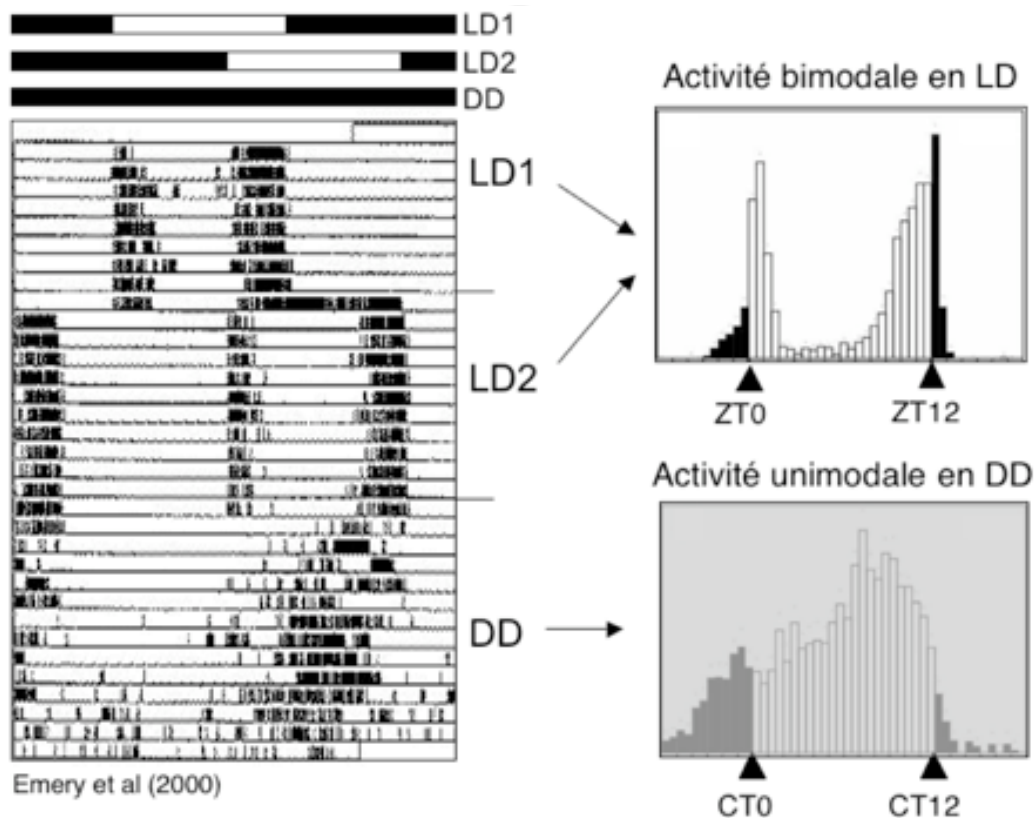 LD1
LD2
DD
Activité bimodale en LD
LD1
LD2
ZT0
ZT12
Activité unimodale en DD
DD
CT0
CT12
Emery et al (2000)